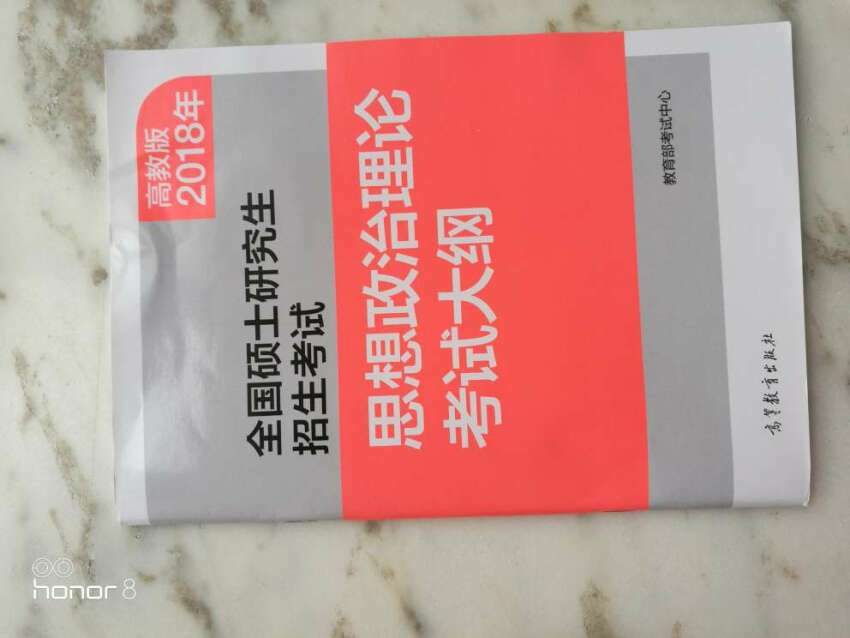 高教版
2018年
全国硕士研究生
招生考试
思想政治理论
考试大纲
教育部考试中心
高等教育出版社
honor 8